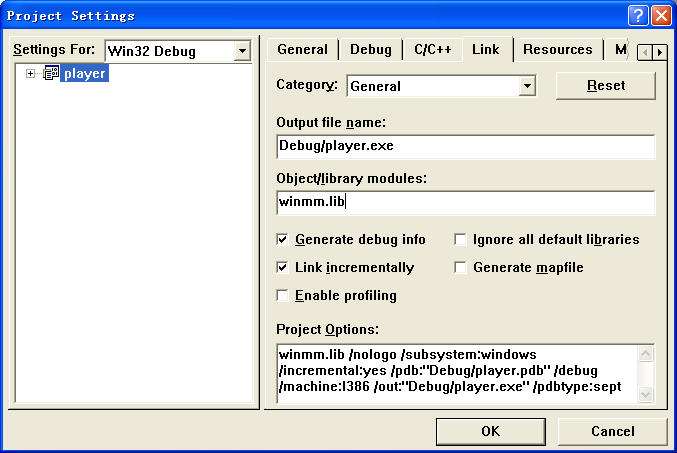 Project Settings
Settings For: Win32 Debug
player
General Debug C/C++ Link Resources M
Category: General Reset
Output file name:
Debug/player.exe
Object/library modules:
winmm.lib
Generate debug info Ignore all default libraries
Link incrementally Generate mapfile
Enable profiling
Project Options:
winmm.lib /nologo /subsystem:windows
/incremental:yes /pdb:"Debug/player.pdb" /debug
/machine:I386 /out:"Debug/player.exe" /pdbtype:sept
OK Cancel